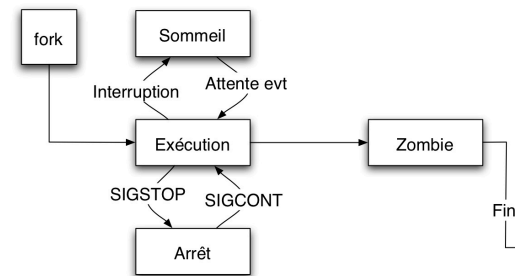 fork
Sommeil
Interruption
Attente evt
Exécution
Zombie
SIGSTOP
SIGCONT
Fin
Arrêt